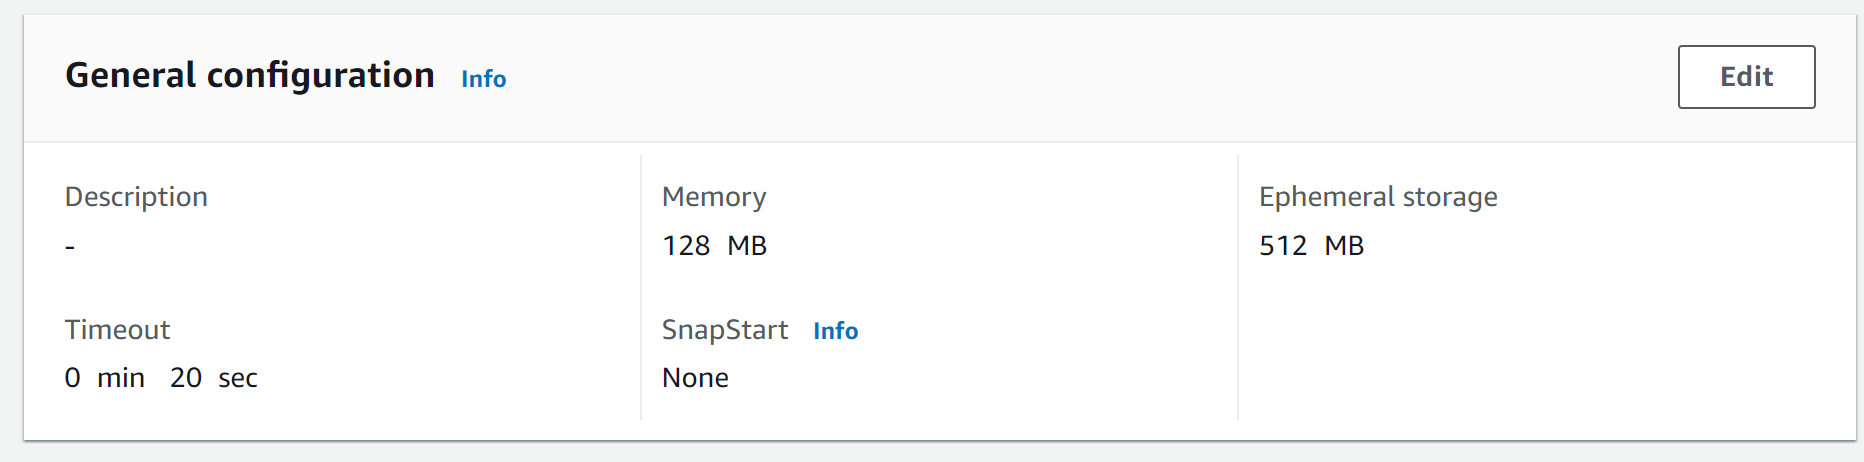 General configuration Info
Edit
Description
-
Memory
128 MB
Ephemeral storage
512 MB
Timeout
0 min 20 sec
SnapStart Info
None